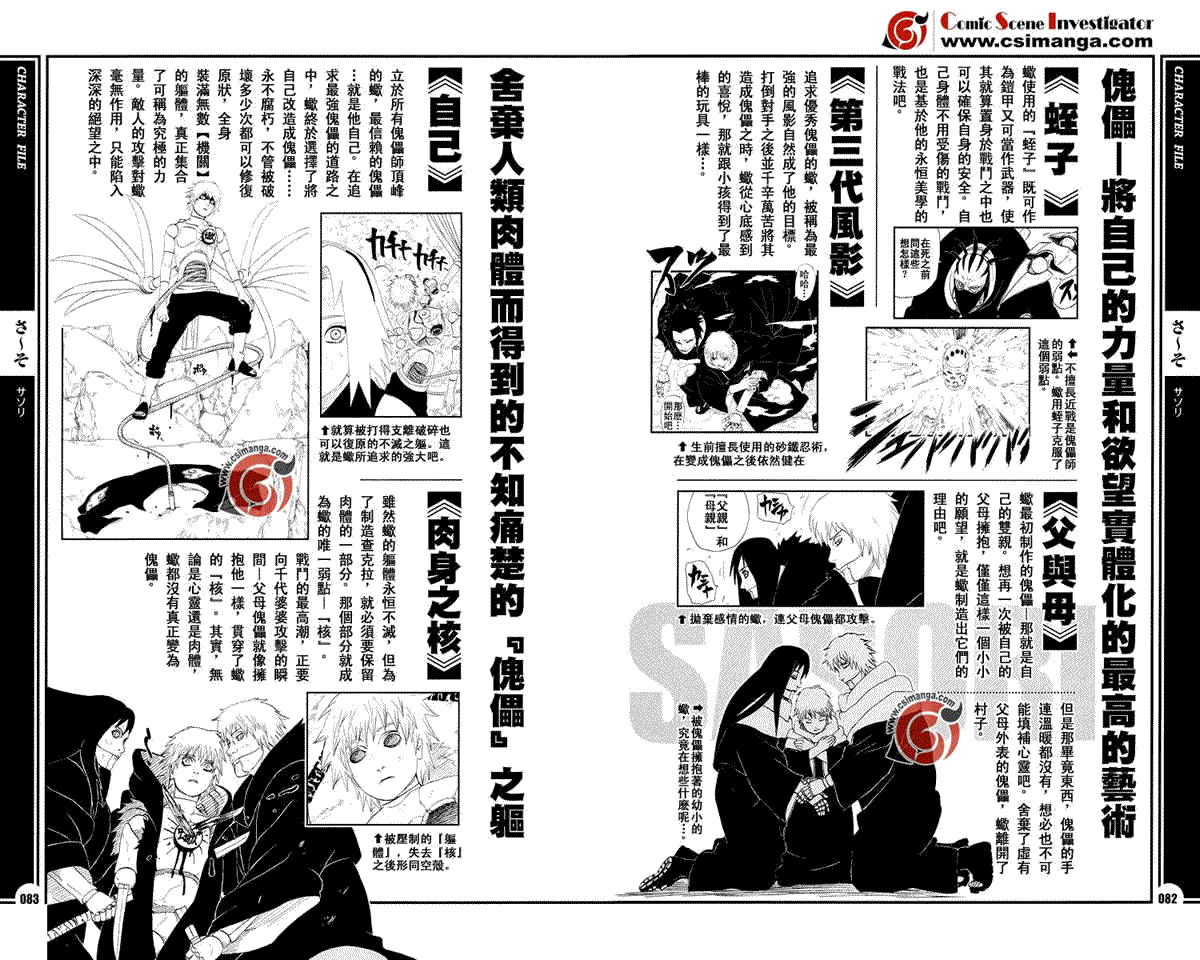 Comic Scene Investigator
www.csimanga.com
CHARACTER FILE
さ～そ
サソリ
082
傀儡—將自己的力量和欲望實體化的最高的藝術
《蛭子》
蠍使用的『蛭子』既可作
為鎧甲又可當作武器，使
其就算置身於戰鬥之中也
可以確保自身的安全。自
己身體不用受傷的戰鬥，
也是基於他的永恒美學的
戰法吧。
在死之前
問這些
想怎樣？
⬆⬅不擅長近戰是傀儡師
的弱點。蠍用蛭子克服了
這個弱點。
《第三代風影》
追求優秀傀儡的蠍，被稱為最
強的風影自然成了他的目標。
打倒對手之後並千辛萬苦將其
造成傀儡之時，蠍從心底感到
的喜悅，那就跟小孩得到了最
棒的玩具一樣…。
哈哈…
那麼…
開始吧
⬆生前擅長使用的砂鐵忍術，
在變成傀儡之後依然健在
《父與母》
蠍最初制作的傀儡—那就是自
己的雙親。想再一次被自己的
父母擁抱，僅僅這樣一個小小
的願望，就是蠍制造出它們的
理由吧。
『父親』和
『母親』
カキッ
⬆拋棄感情的蠍，連父母傀儡都攻擊。
但是那畢竟東西，傀儡的手
連溫暖都沒有，想必也不可
能填補心靈吧。舍棄了虛有
父母外表的傀儡，蠍離開了
村子。
➡被傀儡擁抱著的幼小的
蠍，究竟在想些什麼呢…。
SASORI
www.csimanga.com
舍棄人類肉體而得到的不知痛楚的『傀儡』之軀
《自己》
立於所有傀儡師頂峰
的蠍，最信賴的傀儡
…就是他自己。在追
求最強傀儡的道路之
中，蠍終於選擇了將
自己改造成傀儡……
永不腐朽，不管被破
壞多少次都可以修復
原狀，全身
裝滿無數【機關】
的軀體，真正集合
了可稱為究極的力
量。敵人的攻擊對蠍
毫無作用，只能陷入
深深的絕望之中。
カチャカチャ
⬆就算被打得支離破碎也
可以復原的不滅之軀。這
就是蠍所追求的強大吧。
www.csimanga.com
《肉身之核》
雖然蠍的軀體永恒不滅，但為
了制造查克拉，就必須要保留
肉體的一部分。那個部分就成
為蠍的唯一弱點—『核』。
戰鬥的最高潮，正要
向千代婆婆攻擊的瞬
間—父母傀儡就像擁
抱他一樣，貫穿了蠍
的『核』。其實，無
論是心靈還是肉體，
蠍都沒有真正變為
傀儡。
⬆被壓制的『軀
體』，失去『核』
之後形同空殼。
CHARACTER FILE
さ～そ
サソリ
083